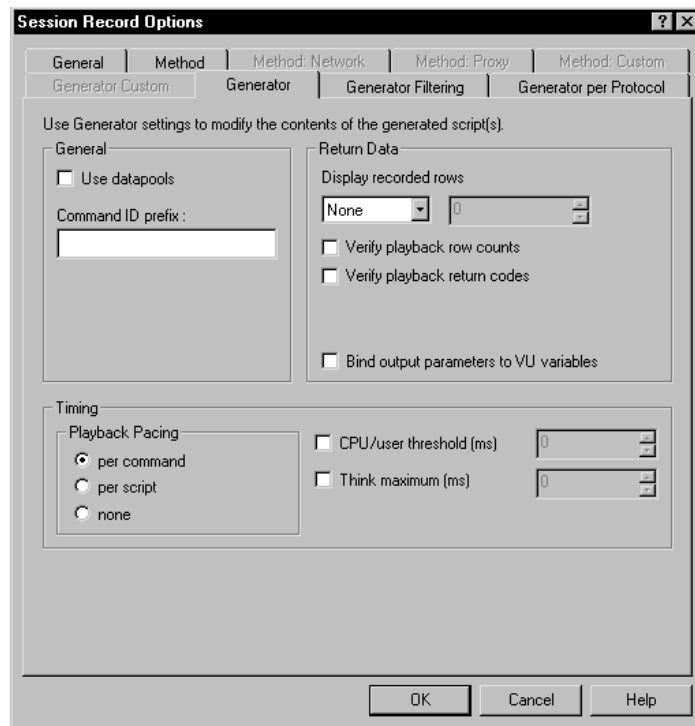 Session Record Options
General Method Method: Network Method: Proxy Method: Custom
Generator Custom Generator Generator Filtering Generator per Protocol
Use Generator settings to modify the contents of the generated script(s).
General
Use datapools
Command ID prefix :
Return Data
Display recorded rows
None 0
Verify playback row counts
Verify playback return codes
Bind output parameters to VU variables
Timing
Playback Pacing
per command
per script
none
CPU/user threshold (ms) 0
Think maximum (ms) 0
OK Cancel Help